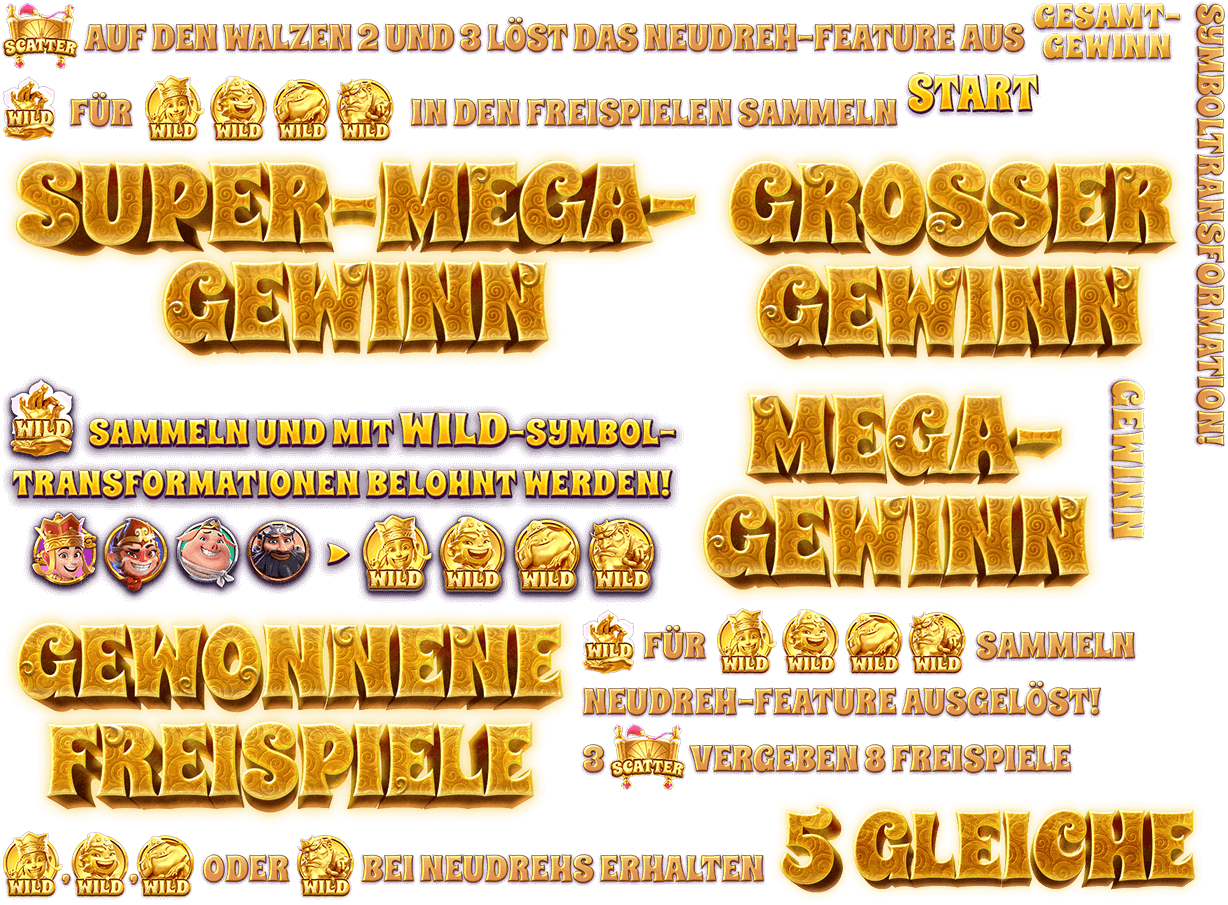 SCATTER AUF DEN WALZEN 2 UND 3 LÖST DAS NEUDREH-FEATURE AUS
GESAMT-
GEWINN
SYMBOLTRANSFORMATION!
WILD FÜR WILD WILD WILD WILD IN DEN FREISPIELEN SAMMELN
START
SUPER-MEGA-
GEWINN
GROSSER
GEWINN
WILD SAMMELN UND MIT WILD-SYMBOL-
TRANSFORMATIONEN BELOHNT WERDEN!
WILD WILD WILD WILD
MEGA-
GEWINN
GEWINN
GEWONNENE
FREISPIELE
WILD FÜR WILD WILD WILD WILD SAMMELN
NEUDREH-FEATURE AUSGELÖST!
3 SCATTER VERGEBEN 8 FREISPIELE
WILD, WILD, WILD ODER WILD BEI NEUDREHS ERHALTEN
5 GLEICHE